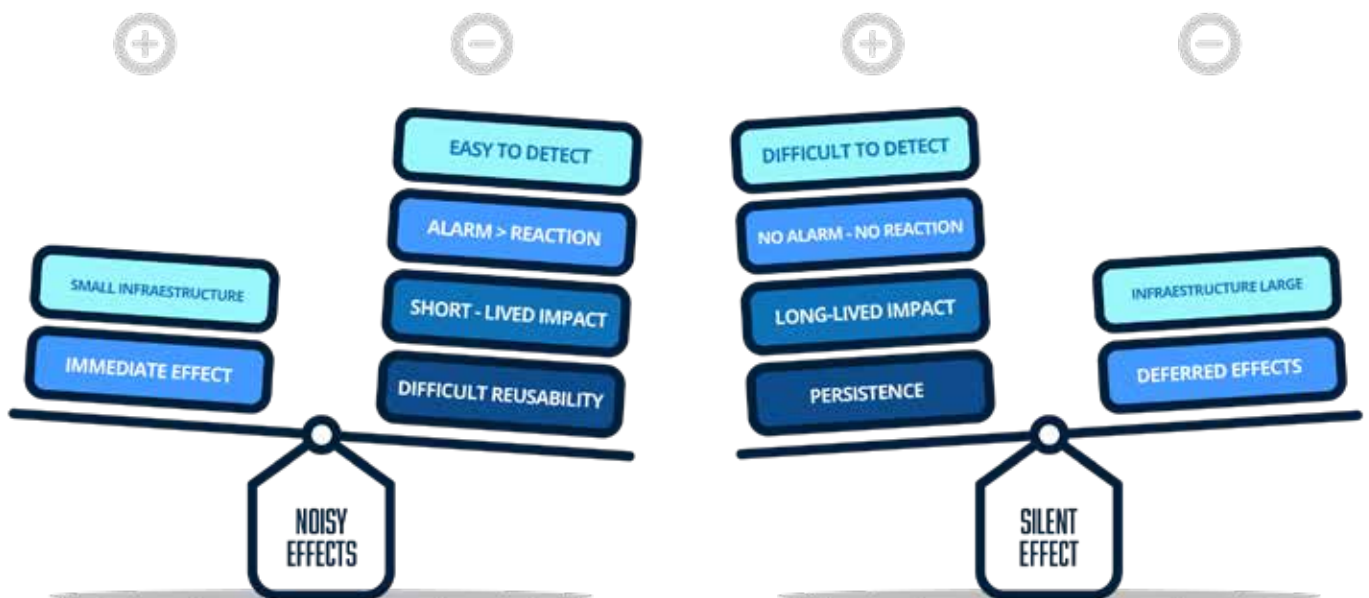 SMALL INFRAESTRUCTURE
IMMEDIATE EFFECT
EASY TO DETECT
ALARM > REACTION
SHORT - LIVED IMPACT
DIFFICULT REUSABILITY
NOISY
EFFECTS
DIFFICULT TO DETECT
NO ALARM - NO REACTION
LONG-LIVED IMPACT
PERSISTENCE
INFRAESTRUCTURE LARGE
DEFERRED EFFECTS
SILENT
EFFECT